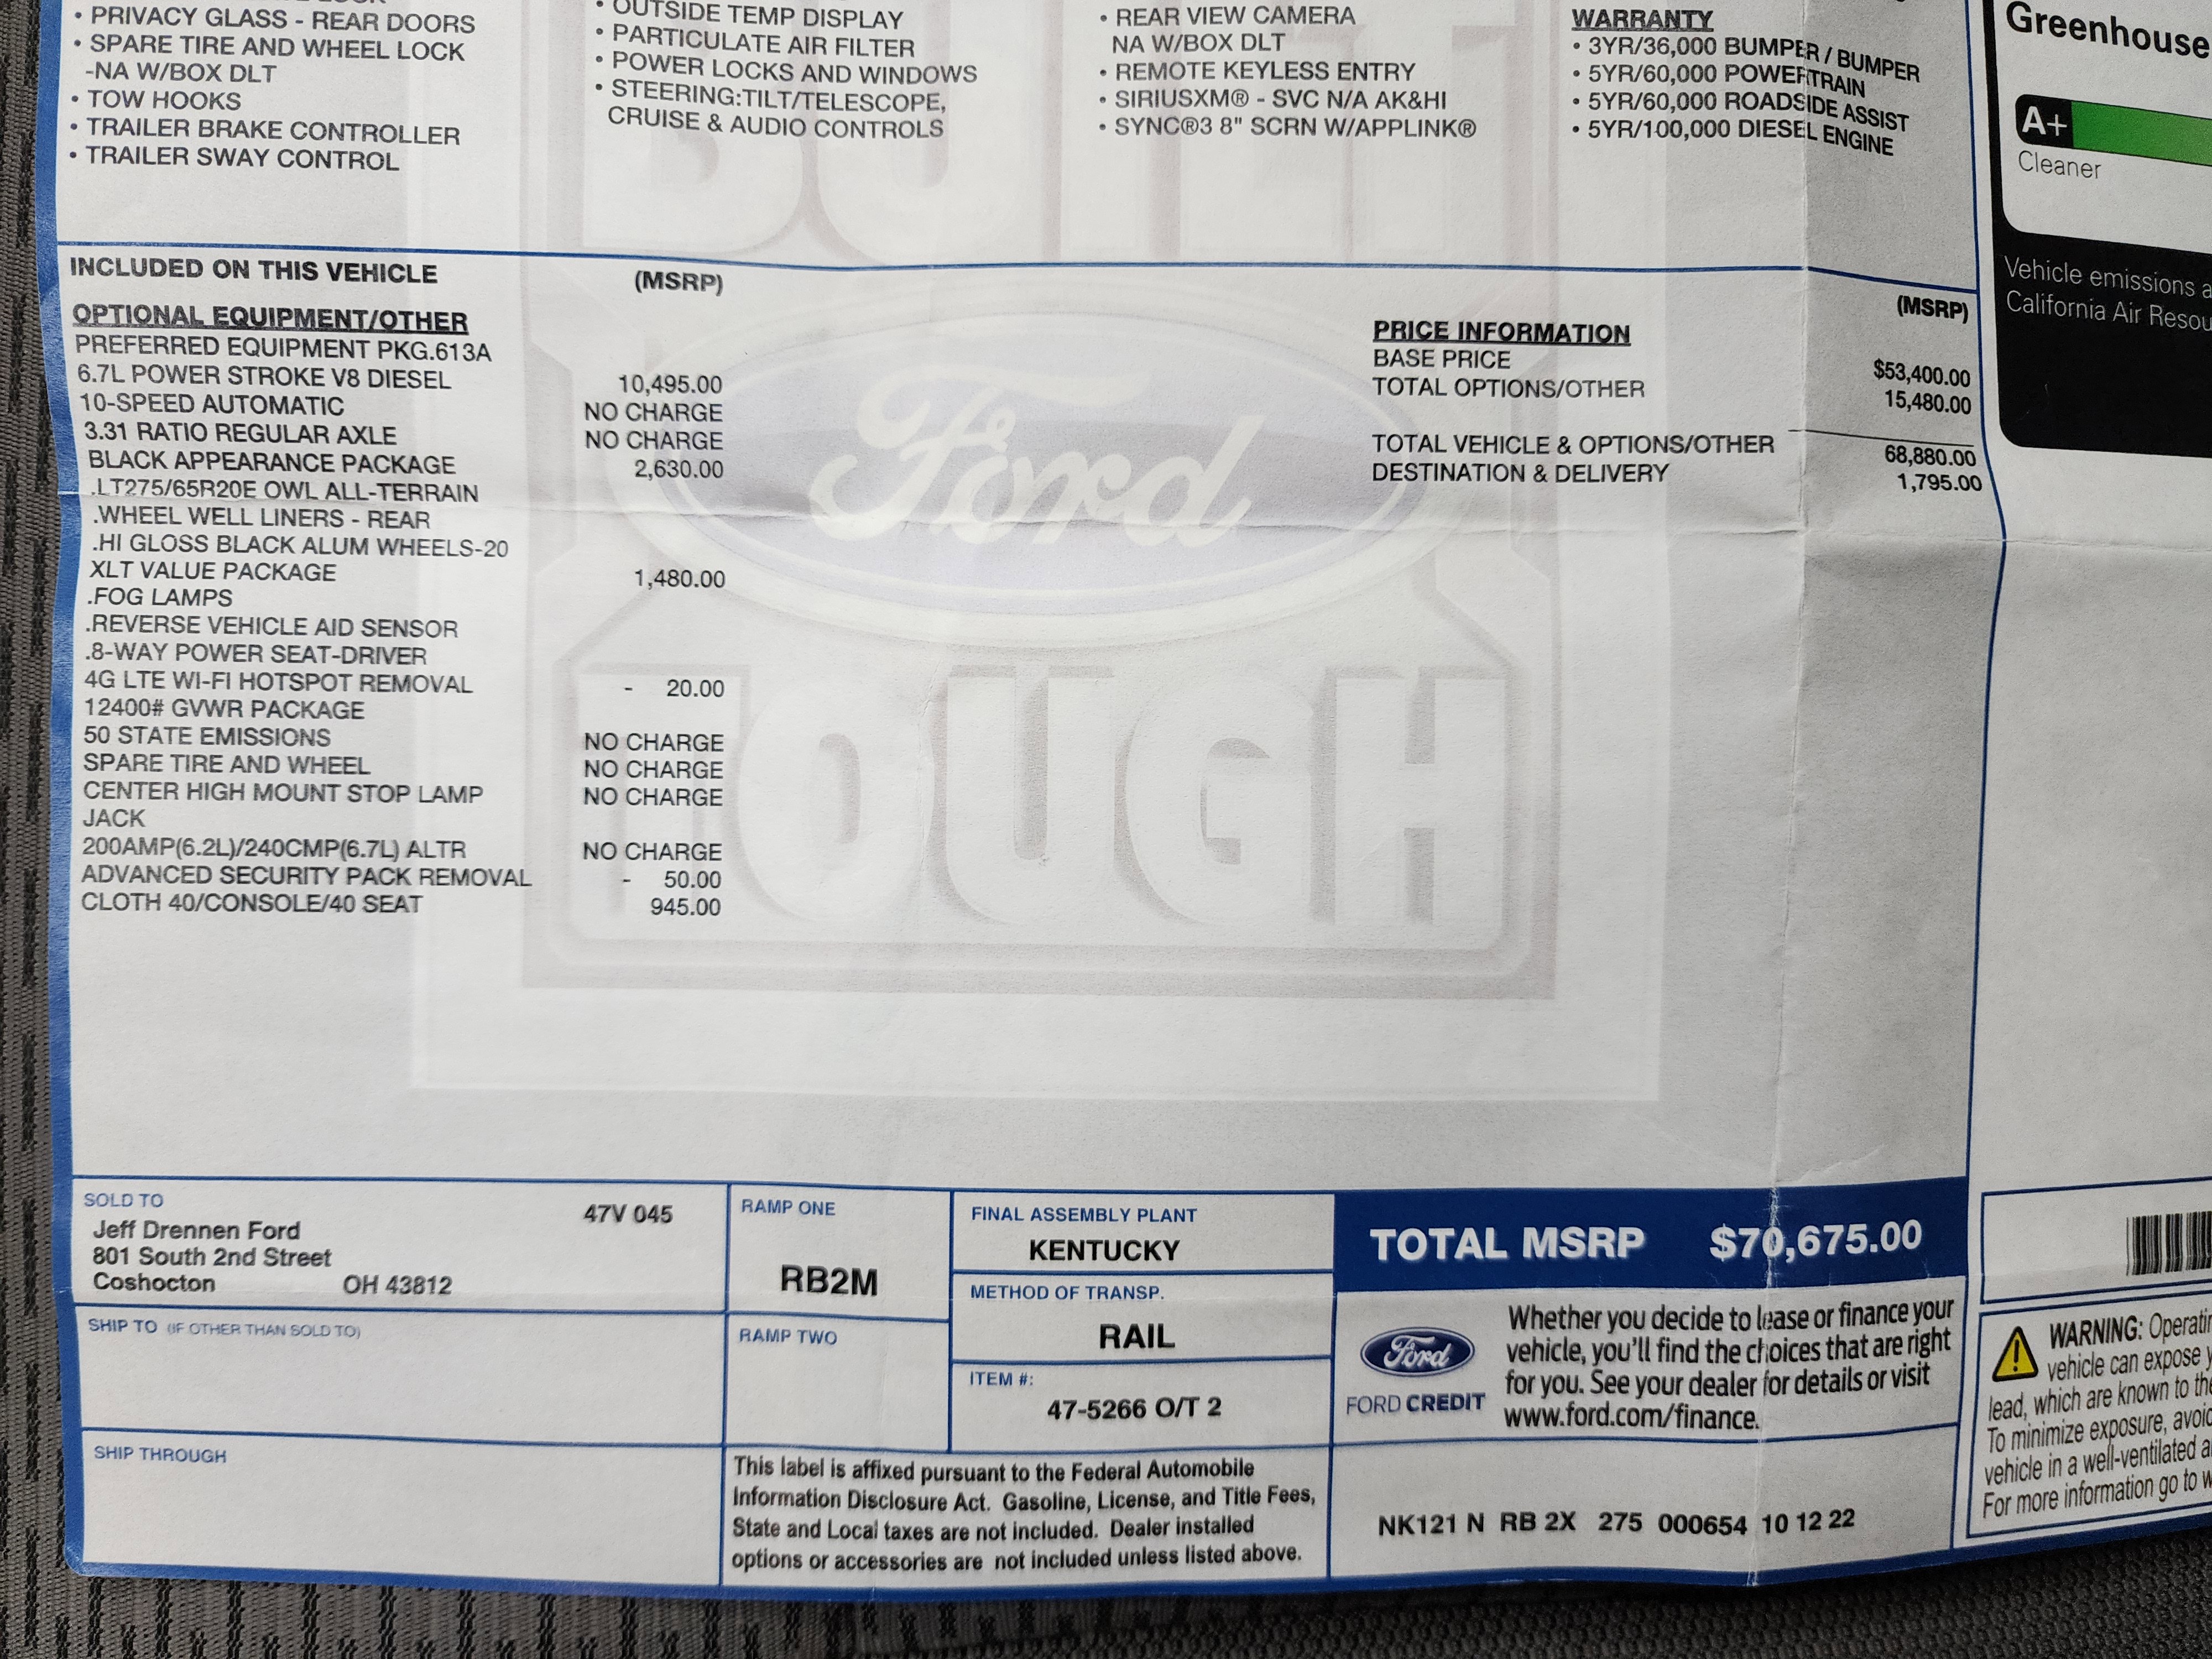 • PRIVACY GLASS - REAR DOORS
• SPARE TIRE AND WHEEL LOCK
-NA W/BOX DLT
• TOW HOOKS
• TRAILER BRAKE CONTROLLER
• TRAILER SWAY CONTROL
• OUTSIDE TEMP DISPLAY
• PARTICULATE AIR FILTER
• POWER LOCKS AND WINDOWS
• STEERING:TILT/TELESCOPE,
CRUISE & AUDIO CONTROLS
• REAR VIEW CAMERA
NA W/BOX DLT
• REMOTE KEYLESS ENTRY
• SIRIUSXM® - SVC N/A AK&HI
• SYNC®3 8" SCRN W/APPLINK®
WARRANTY
• 3YR/36,000 BUMPER / BUMPER
• 5YR/60,000 POWERTRAIN
• 5YR/60,000 ROADSIDE ASSIST
• 5YR/100,000 DIESEL ENGINE
Greenhouse
A+
Cleaner
Vehicle emissions a
California Air Resou
BUILT
Ford
TOUGH
INCLUDED ON THIS VEHICLE (MSRP)
OPTIONAL EQUIPMENT/OTHER
PREFERRED EQUIPMENT PKG.613A
6.7L POWER STROKE V8 DIESEL 10,495.00
10-SPEED AUTOMATIC NO CHARGE
3.31 RATIO REGULAR AXLE NO CHARGE
BLACK APPEARANCE PACKAGE 2,630.00
.LT275/65R20E OWL ALL-TERRAIN
.WHEEL WELL LINERS - REAR
.HI GLOSS BLACK ALUM WHEELS-20
XLT VALUE PACKAGE 1,480.00
.FOG LAMPS
.REVERSE VEHICLE AID SENSOR
.8-WAY POWER SEAT-DRIVER
4G LTE WI-FI HOTSPOT REMOVAL - 20.00
12400# GVWR PACKAGE
50 STATE EMISSIONS NO CHARGE
SPARE TIRE AND WHEEL NO CHARGE
CENTER HIGH MOUNT STOP LAMP NO CHARGE
JACK
200AMP(6.2L)/240CMP(6.7L) ALTR NO CHARGE
ADVANCED SECURITY PACK REMOVAL - 50.00
CLOTH 40/CONSOLE/40 SEAT 945.00
(MSRP)
PRICE INFORMATION
BASE PRICE $53,400.00
TOTAL OPTIONS/OTHER 15,480.00
TOTAL VEHICLE & OPTIONS/OTHER 68,880.00
DESTINATION & DELIVERY 1,795.00
SOLD TO
47V 045
Jeff Drennen Ford
801 South 2nd Street
Coshocton OH 43812
SHIP TO (IF OTHER THAN SOLD TO)
SHIP THROUGH
RAMP ONE
RB2M
RAMP TWO
FINAL ASSEMBLY PLANT
KENTUCKY
METHOD OF TRANSP.
RAIL
ITEM #:
47-5266 O/T 2
This label is affixed pursuant to the Federal Automobile
Information Disclosure Act. Gasoline, License, and Title Fees,
State and Local taxes are not included. Dealer installed
options or accessories are not included unless listed above.
TOTAL MSRP $70,675.00
Ford
FORD CREDIT
Whether you decide to lease or finance your
vehicle, you'll find the choices that are right
for you. See your dealer for details or visit
www.ford.com/finance.
NK121 N RB 2X 275 000654 10 12 22
WARNING: Operatin
vehicle can expose y
lead, which are known to the
To minimize exposure, avoid
vehicle in a well-ventilated a
For more information go to w